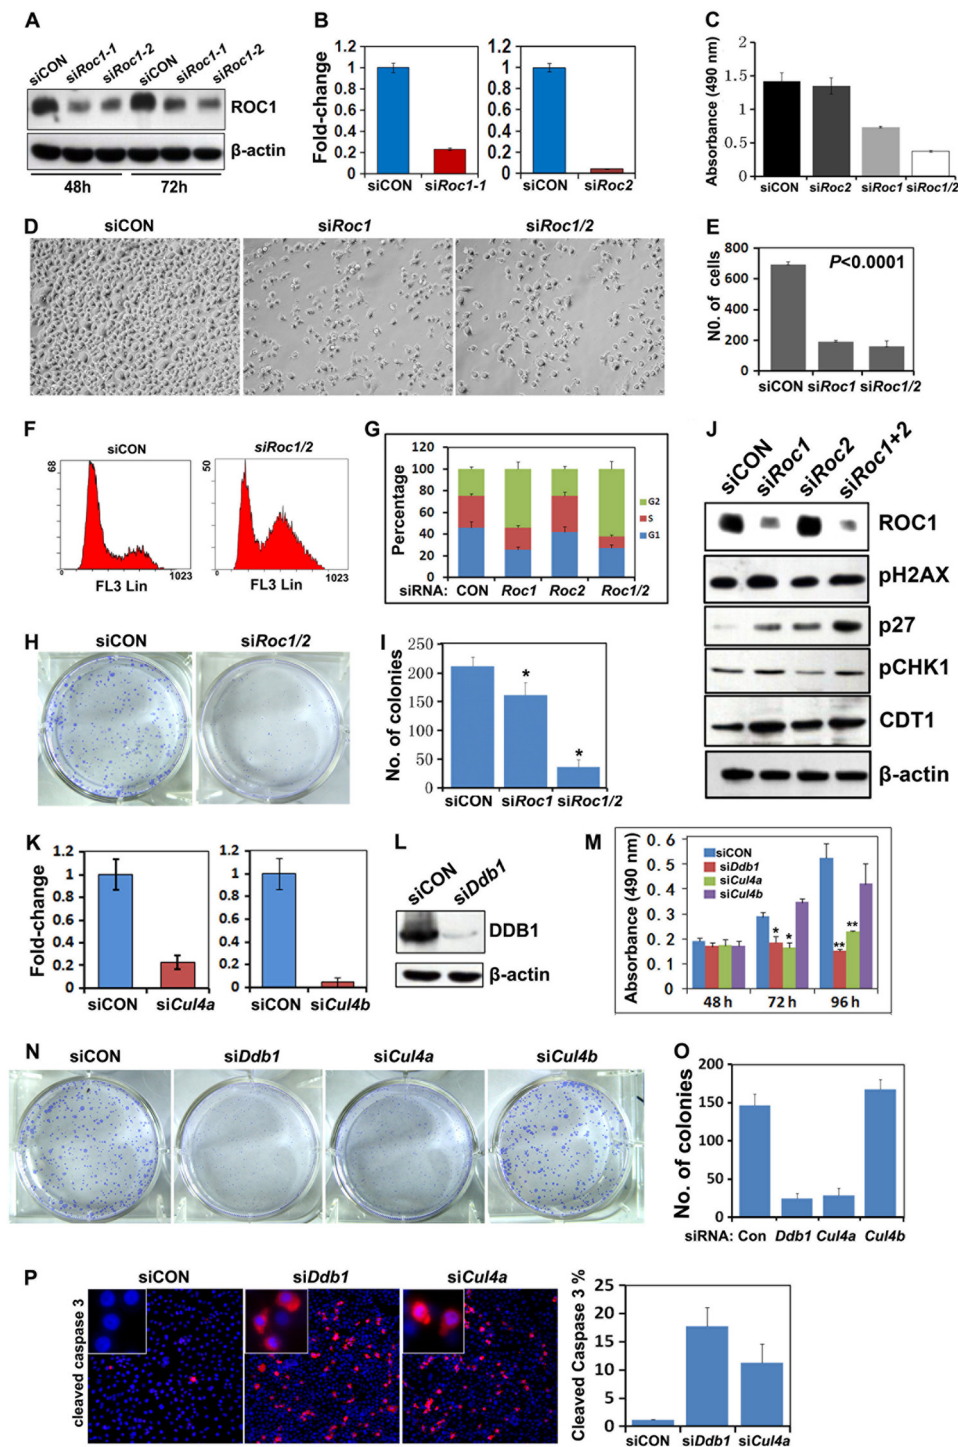 A
siCON
siRoc1-1
siRoc1-2
siCON
siRoc1-1
siRoc1-2
ROC1
β-actin
48h
72h
B
Fold-change
1.2
1
0.8
0.6
0.4
0.2
0
siCON
siRoc1-1
1.2
1
0.8
0.6
0.4
0.2
0
siCON
siRoc2
C
Absorbance (490 nm)
2
1.5
1
0.5
0
siCON
siRoc2
siRoc1
siRoc1/2
D
siCON
siRoc1
siRoc1/2
E
N0. of cells
800
600
400
200
0
P<0.0001
siCON
siRoc1
siRoc1/2
F
siCON
68
0
1023
FL3 Lin
siRoc1/2
50
0
1023
FL3 Lin
G
Percentage
120
100
80
60
40
20
0
G2
S
G1
siRNA: CON Roc1 Roc2 Roc1/2
H
siCON
siRoc1/2
I
No. of colonies
250
200
150
100
50
0
*
*
siCON
siRoc1
siRoc1/2
J
siCON
siRoc1
siRoc2
siRoc1+2
ROC1
pH2AX
p27
pCHK1
CDT1
β-actin
K
Fold-change
1.2
1
0.8
0.6
0.4
0.2
0
siCON
siCul4a
1.2
1
0.8
0.6
0.4
0.2
0
siCON
siCul4b
L
siCON
siDdb1
DDB1
β-actin
M
Absorbance (490 nm)
0. 6
0. 5
0. 4
0. 3
0. 2
0. 1
0
siCON
siDdb1
siCul4a
siCul4b
*
*
**
**
48 h
72 h
96 h
N
siCON
siDdb1
siCul4a
siCul4b
O
No. of colonies
200
150
100
50
0
siRNA: Con Ddb1 Cul4a Cul4b
P
cleaved caspase 3
siCON
siDdb1
siCul4a
Cleaved Caspase 3 %
25
20
15
10
5
0
siCON
siDdb1
siCul4a